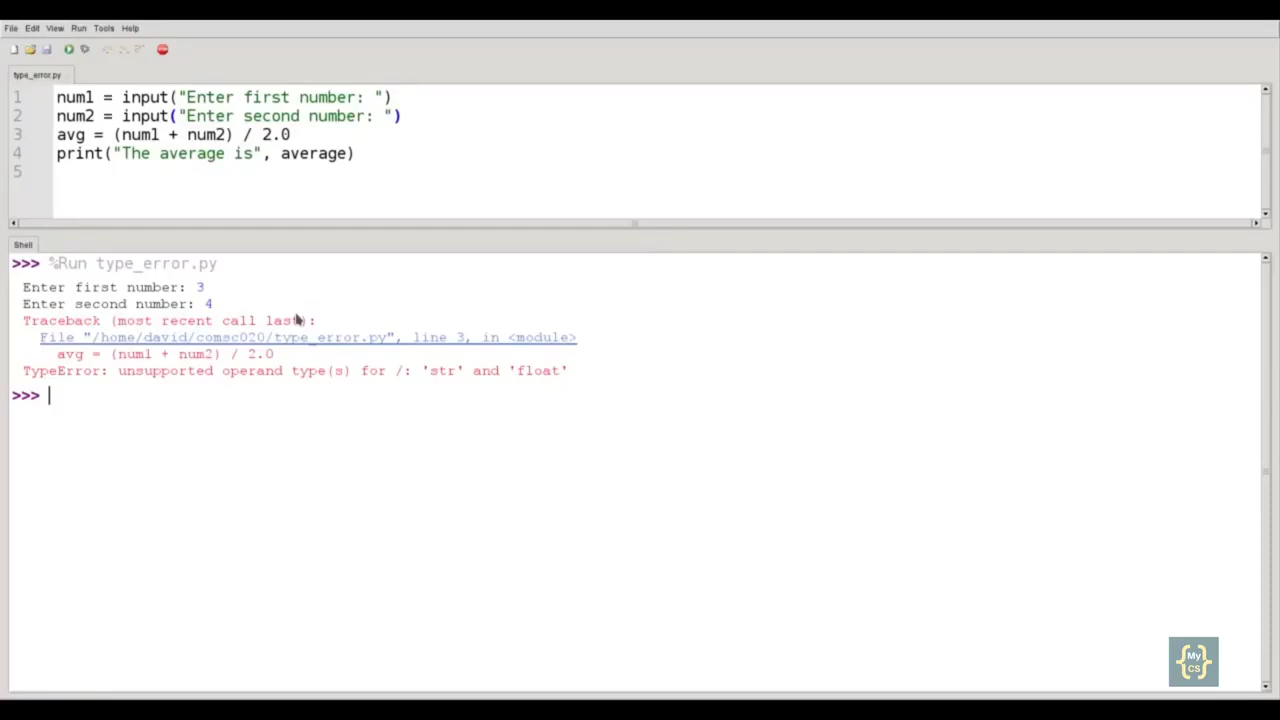 File Edit View Run Tools Help
type_error.py
1 num1 = input("Enter first number: ")
2 num2 = input("Enter second number: ")
3 avg = (num1 + num2) / 2.0
4 print("The average is", average)
5
Shell
>>> %Run type_error.py
Enter first number: 3
Enter second number: 4
Traceback (most recent call last):
File "/home/david/comsc020/type_error.py", line 3, in <module>
avg = (num1 + num2) / 2.0
TypeError: unsupported operand type(s) for /: 'str' and 'float'
>>>
{My CS}